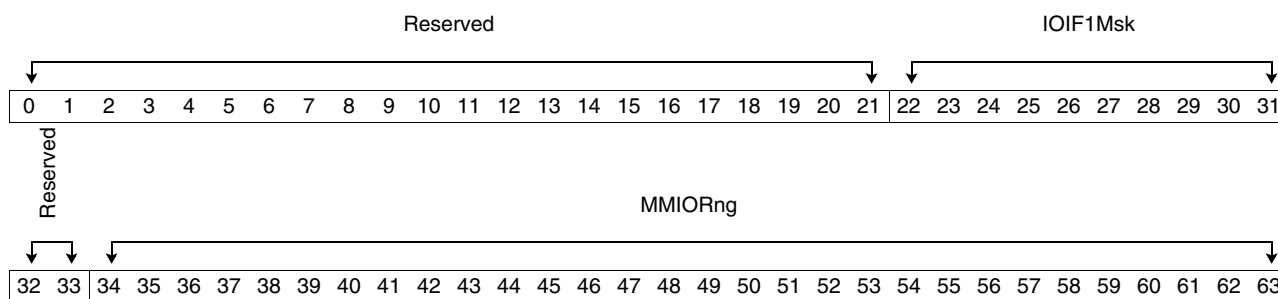 Reserved IOIF1Msk
0 1 2 3 4 5 6 7 8 9 10 11 12 13 14 15 16 17 18 19 20 21 22 23 24 25 26 27 28 29 30 31
Reserved
MMIORng
32 33 34 35 36 37 38 39 40 41 42 43 44 45 46 47 48 49 50 51 52 53 54 55 56 57 58 59 60 61 62 63